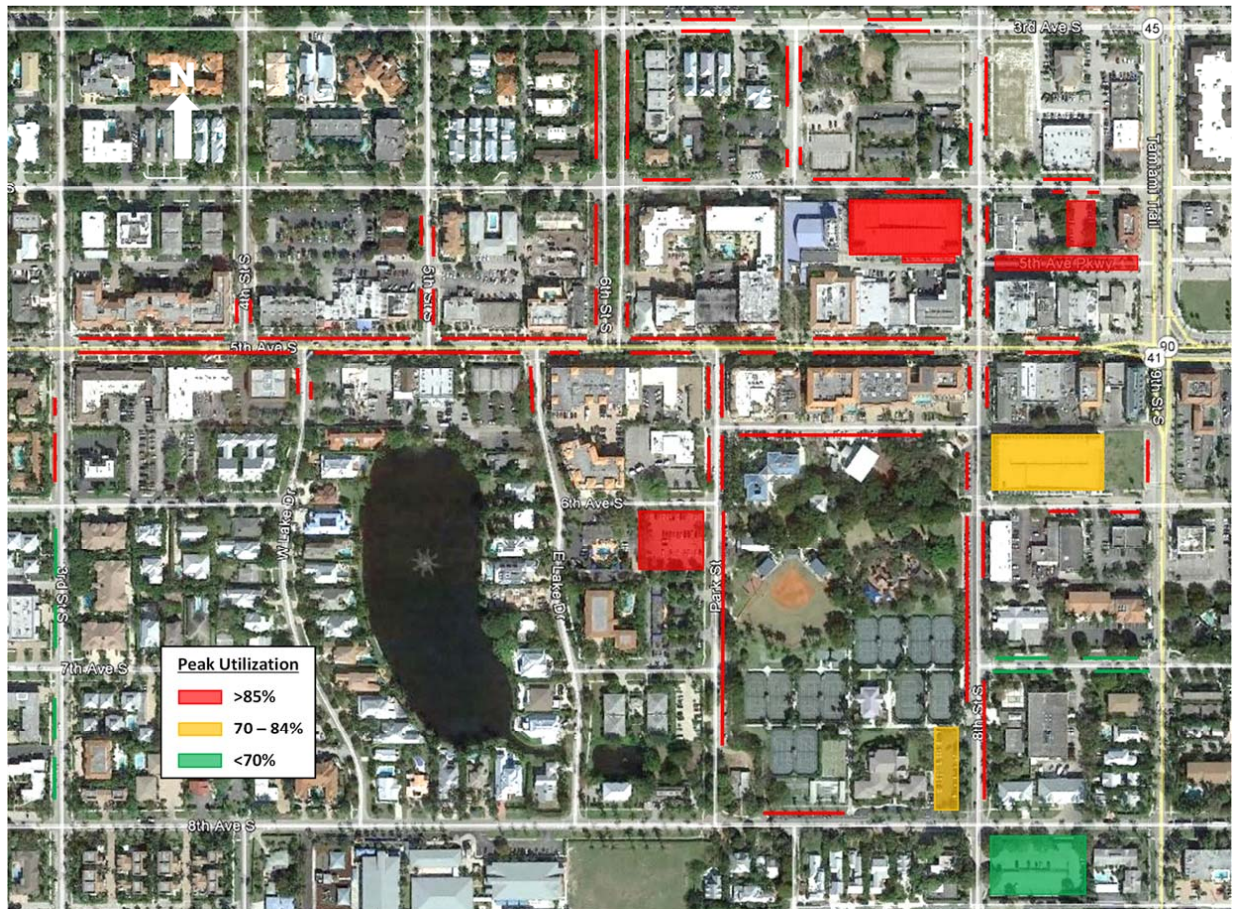 3rd Ave S
45
N
Tamiami Trail
4th St S
5th St S
6th St S
5th Ave Pkwy
5th Ave S
90
41
9th St S
6th Ave S
W Lake Dr
E Lake Dr
3rd St S
Park St
7th Ave S
8th St S
Peak Utilization
>85%
70 – 84%
<70%
8th Ave S